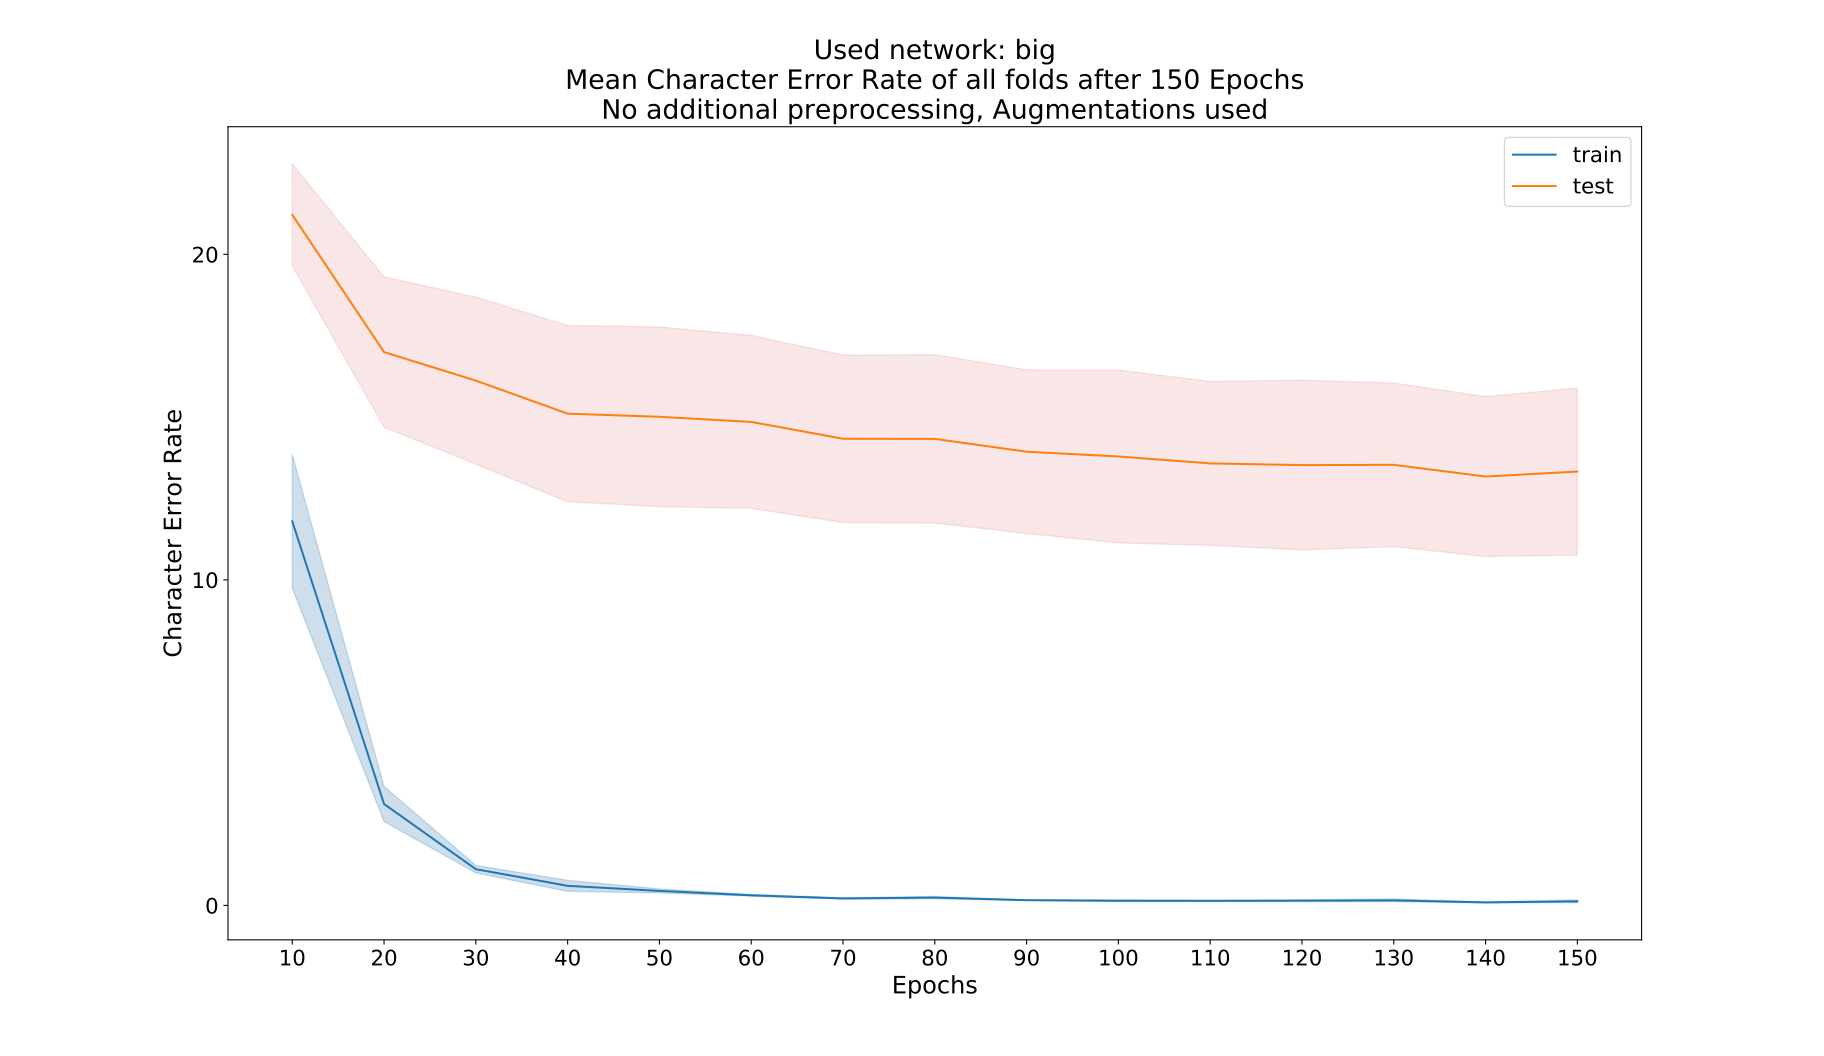 Used network: big
Mean Character Error Rate of all folds after 150 Epochs
No additional preprocessing, Augmentations used
train
test
20
10
0
Character Error Rate
10 20 30 40 50 60 70 80 90 100 110 120 130 140 150
Epochs